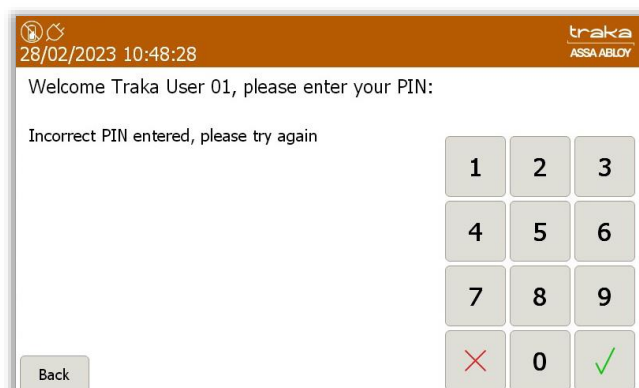 traka
28/02/2023 10:48:28
ASSA ABLOY
Welcome Traka User 01, please enter your PIN:
Incorrect PIN entered, please try again
1 2 3
4 5 6
7 8 9
0
Back